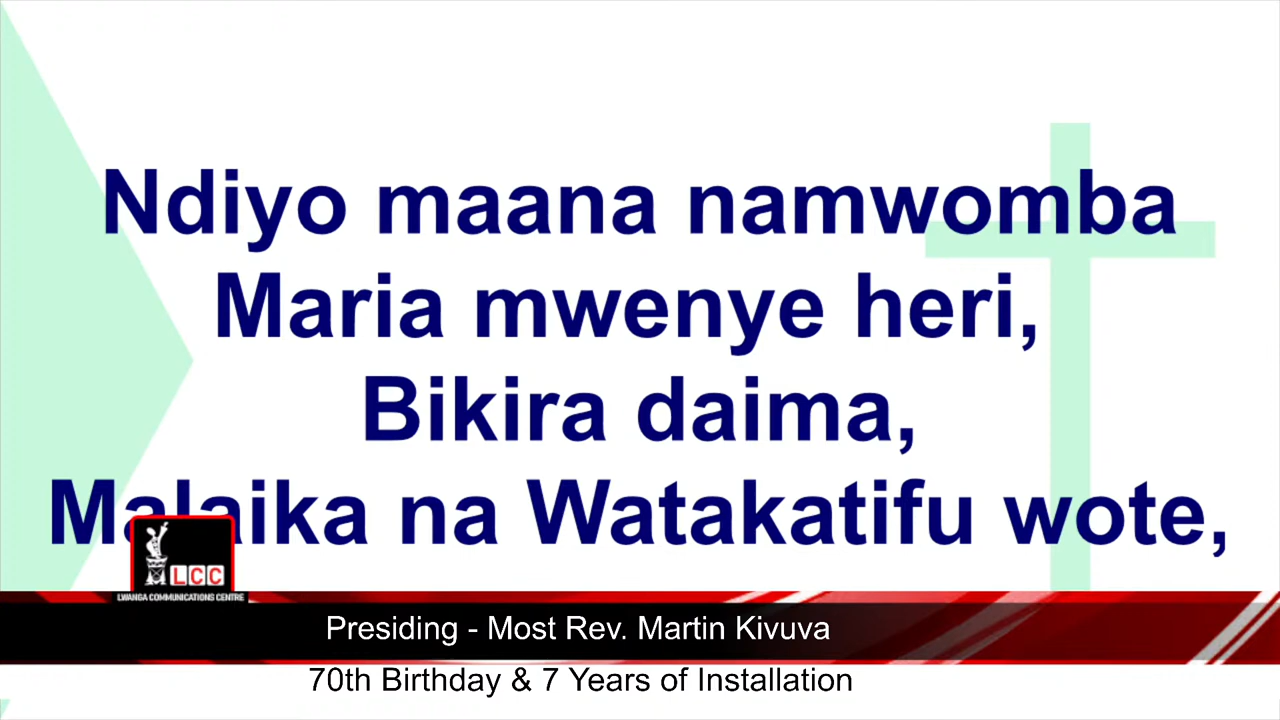 Ndiyo maana namwomba
Maria mwenye heri,
Bikira daima,
Malaika na Watakatifu wote,
LCC
LWANGA COMMUNICATIONS CENTRE
Presiding - Most Rev. Martin Kivuva
70th Birthday & 7 Years of Installation